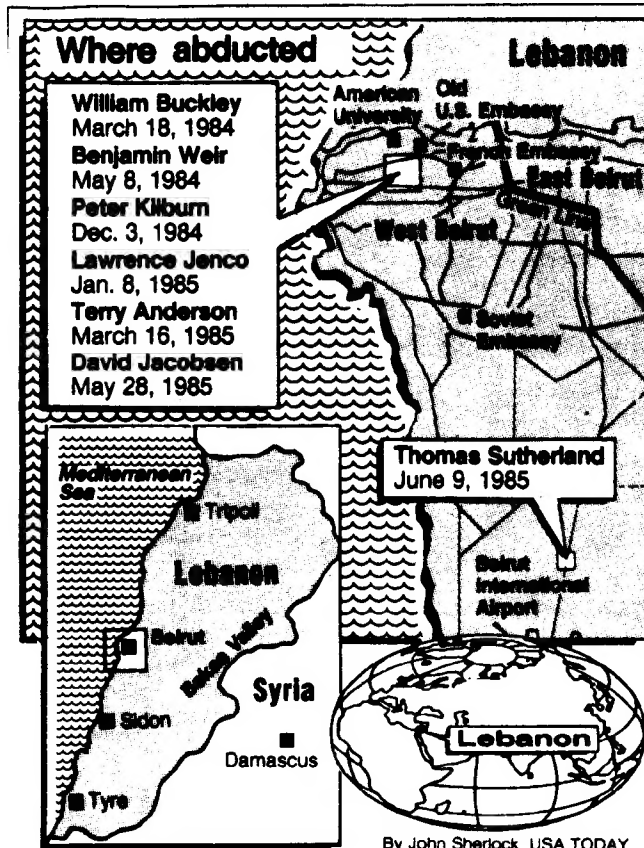 Where abducted
William Buckley
March 18, 1984
Benjamin Weir
May 8, 1984
Peter Kilburn
Dec. 3, 1984
Lawrence Jenco
Jan. 8, 1985
Terry Anderson
March 16, 1985
David Jacobsen
May 28, 1985
Lebanon
American
University
Old
U.S. Embassy
French Embassy
East Beirut
Green Line
West Beirut
Soviet
Embassy
Thomas Sutherland
June 9, 1985
Beirut
International
Airport
Mediterranean
Sea
Tripoli
Lebanon
Beirut
Bekaa Valley
Syria
Sidon
Damascus
Tyre
Lebanon
By John Sherlock, USA TODAY